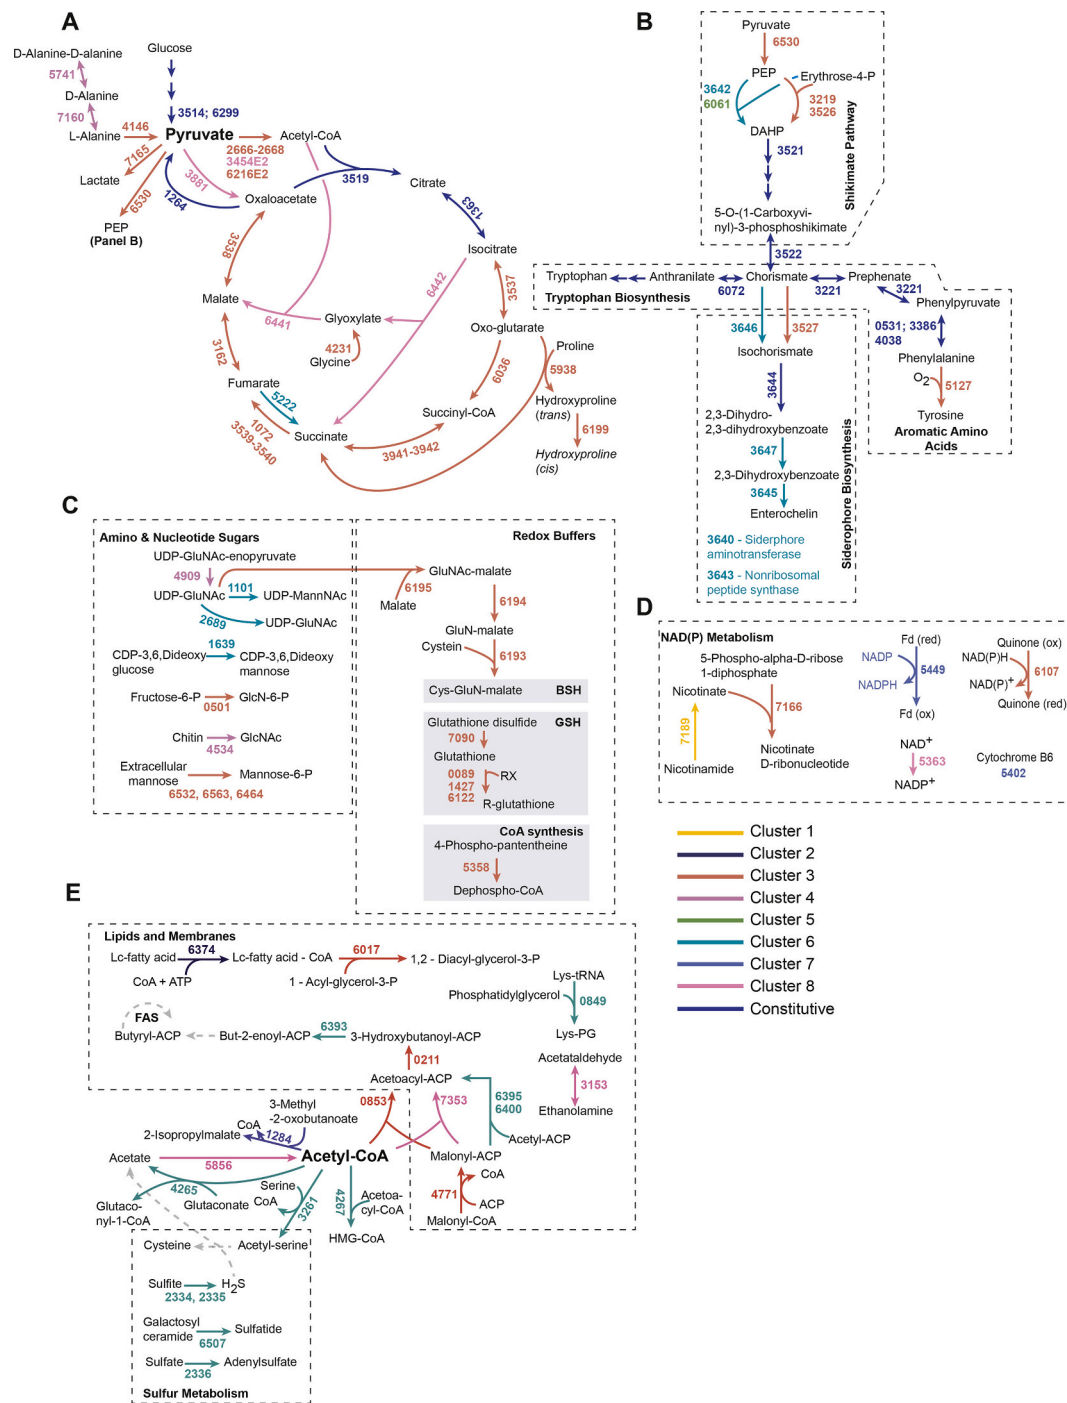 A
D-Alanine-D-alanine
Glucose
5741
D-Alanine
7160
3514; 6299
L-Alanine
4146
Pyruvate
Acetyl-CoA
2666-2668
3454E2
6216E2
7165
3881
3519
Citrate
Lactate
1264
Oxaloacetate
1363
6530
PEP
(Panel B)
3538
Isocitrate
6442
3537
Malate
6441
Glyoxylate
Oxo-glutarate
3162
4231
Glycine
Proline
6036
5938
Fumarate
5222
Hydroxyproline
(trans)
Succinyl-CoA
1072
3539-3540
Succinate
6199
3941-3942
Hydroxyproline
(cis)
B
Pyruvate
6530
PEP
Erythrose-4-P
3642
6061
3219
3526
DAHP
3521
Shikimate Pathway
5-O-(1-Carboxyvi-
nyl)-3-phosphoshikimate
3522
Tryptophan
Anthranilate
Chorismate
Prephenate
6072
3221
3221
Tryptophan Biosynthesis
Phenylpyruvate
3646
3527
0531; 3386
4038
Isochorismate
Phenylalanine
3644
O2
5127
2,3-Dihydro-
2,3-dihydroxybenzoate
Tyrosine
Aromatic Amino
Acids
3647
2,3-Dihydroxybenzoate
3645
Enterochelin
Siderophore Biosynthesis
3640 - Siderphore
aminotransferase
3643 - Nonribosomal
peptide synthase
C
Amino & Nucleotide Sugars
UDP-GluNAc-enopyruvate
4909
UDP-GluNAc
1101
UDP-MannNAc
2689
UDP-GluNAc
1639
CDP-3,6,Dideoxy
glucose
CDP-3,6,Dideoxy
mannose
Fructose-6-P
GlcN-6-P
0501
Chitin
GlcNAc
4534
Extracellular
mannose
Mannose-6-P
6532, 6563, 6464
Redox Buffers
GluNAc-malate
6195
Malate
6194
GluN-malate
Cystein
6193
Cys-GluN-malate
BSH
Glutathione disulfide
GSH
7090
Glutathione
0089
1427
6122
RX
R-glutathione
CoA synthesis
4-Phospho-pantentheine
5358
Dephospho-CoA
D
NAD(P) Metabolism
5-Phospho-alpha-D-ribose
1-diphosphate
Nicotinate
7166
7189
Nicotinamide
Nicotinate
D-ribonucleotide
Fd (red)
NADP
5449
NADPH
Fd (ox)
Quinone (ox)
NAD(P)H
6107
NAD(P)+
Quinone (red)
NAD+
5363
NADP+
Cytochrome B6
5402
Cluster 1
Cluster 2
Cluster 3
Cluster 4
Cluster 5
Cluster 6
Cluster 7
Cluster 8
Constitutive
E
Lipids and Membranes
Lc-fatty acid
6374
Lc-fatty acid - CoA
6017
1,2 - Diacyl-glycerol-3-P
CoA + ATP
1 - Acyl-glycerol-3-P
Lys-tRNA
Phosphatidylglycerol
0849
Lys-PG
FAS
Butyryl-ACP
But-2-enoyl-ACP
6393
3-Hydroxybutanoyl-ACP
0211
Acetoacyl-ACP
Acetataldehyde
3153
Ethanolamine
0853
7353
6395
6400
Acetyl-ACP
3-Methyl
-2-oxobutanoate
CoA
2-Isopropylmalate
1284
Acetate
5856
Acetyl-CoA
Malonyl-ACP
CoA
4771
ACP
Malonyl-CoA
4265
Glutaco-
nyl-1-CoA
Glutaconate
Serine
CoA
3261
4267
Acetoa-
cyl-CoA
HMG-CoA
Cysteine
Acetyl-serine
Sulfite
H2S
2334, 2335
Galactosyl
ceramide
Sulfatide
6507
Sulfate
Adenylsulfate
2336
Sulfur Metabolism